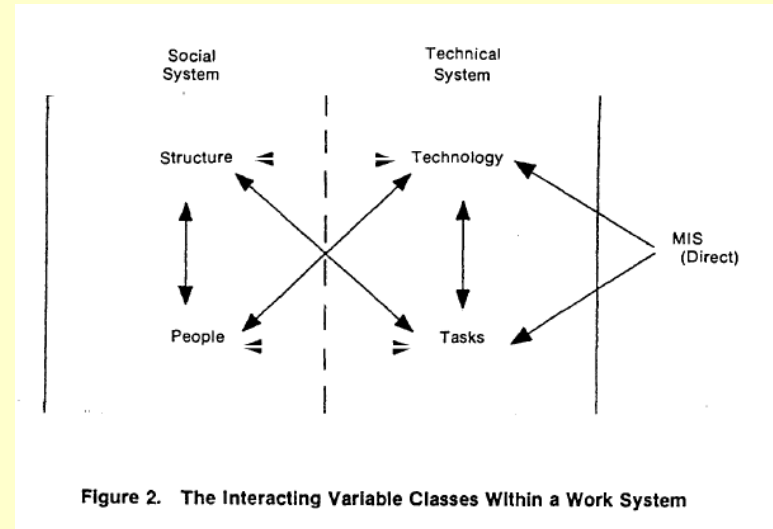 Social
System
Technical
System
Structure
Technology
MIS
(Direct)
People
Tasks
Figure 2. The Interacting Variable Classes Within a Work System